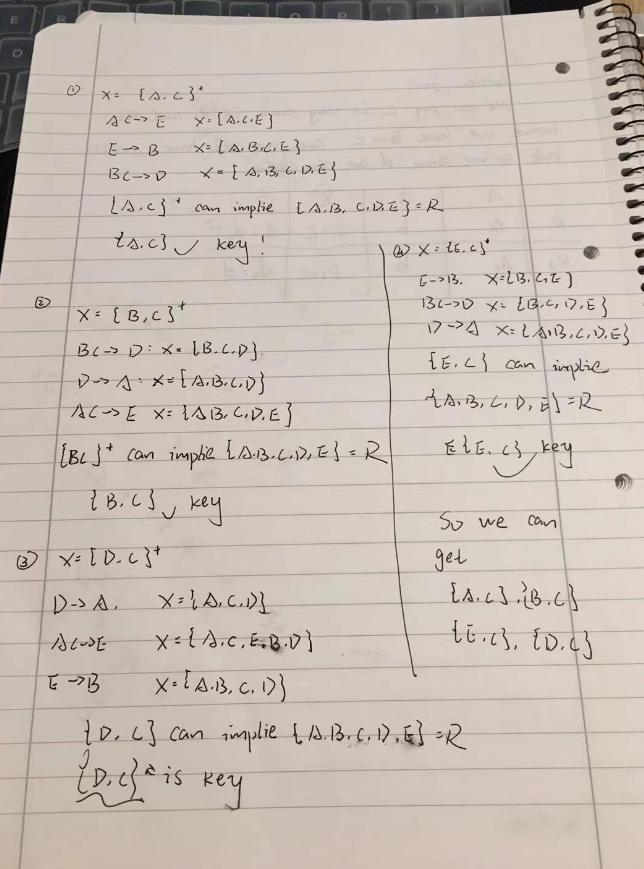 ① X= {A.C}⁺
AC→ E X={A.C.E}
E → B X={A,B,C,E}
BC→D X={A,B,C,D,E}
{A.C}⁺ can implie {A,B,C,D,E}=R
{A.C} ✓ key!
② X={B,C}⁺
BC→ D: X={B.C.D}
D→ A: X={A,B,C,D}
AC→E X={A,B,C,D,E}
{BC}⁺ can implie {A.B.C,D,E}=R
{B.C} ✓ key
③ X={D.C}⁺
D→A. X={A,C,D}
AC→E X={A,C,E,B.D}
E→B X={A.B,C,D}
{D,C} can implie {A.B,C,D,E}=R
{D,C} is key
④ X={E.C}⁺
E→B. X={B.C,E}
BC→D X={B,C,D,E}
D→A X={A,B,C,D,E}
{E,C} can implie
{A,B,C,D,E}=R
E{E.C} ✓ key
So we can
get
{A.C}.{B.C}
{E.C}, {D.C}